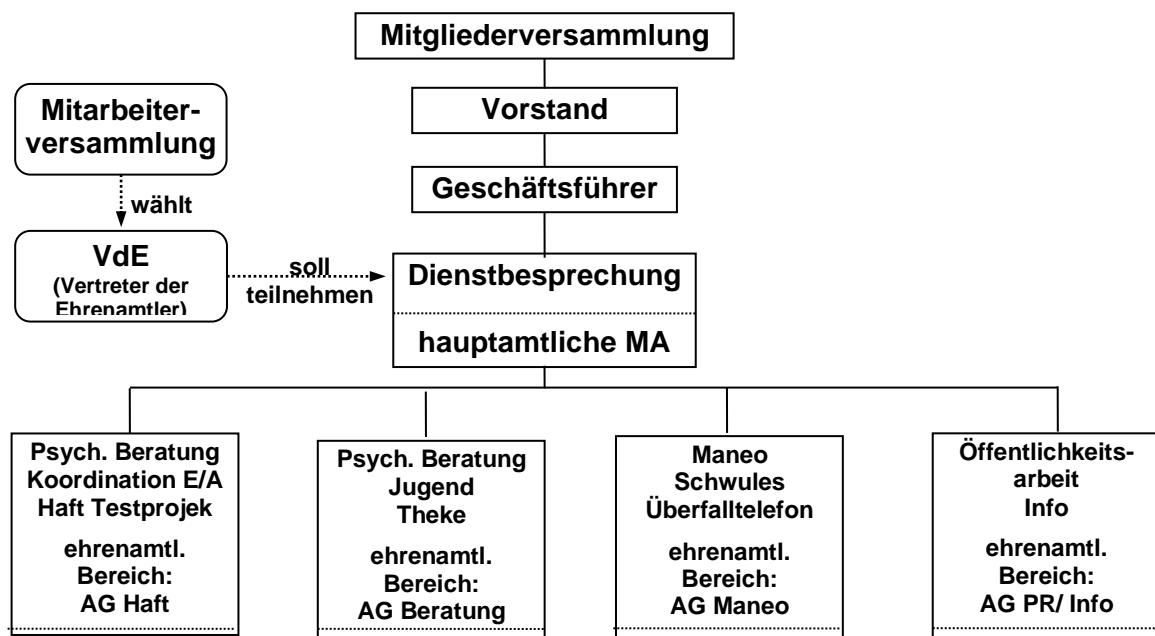 Mitgliederversammlung
Vorstand
Geschäftsführer
Mitarbeiter-
versammlung
wählt
VdE
(Vertreter der
Ehrenamtler)
soll
teilnehmen
Dienstbesprechung
hauptamtliche MA
Psych. Beratung
Koordination E/A
Haft Testprojek
ehrenamtl.
Bereich:
AG Haft
Psych. Beratung
Jugend
Theke
ehrenamtl.
Bereich:
AG Beratung
Maneo
Schwules
Überfalltelefon
ehrenamtl.
Bereich:
AG Maneo
Öffentlichkeits-
arbeit
Info
ehrenamtl.
Bereich:
AG PR/ Info